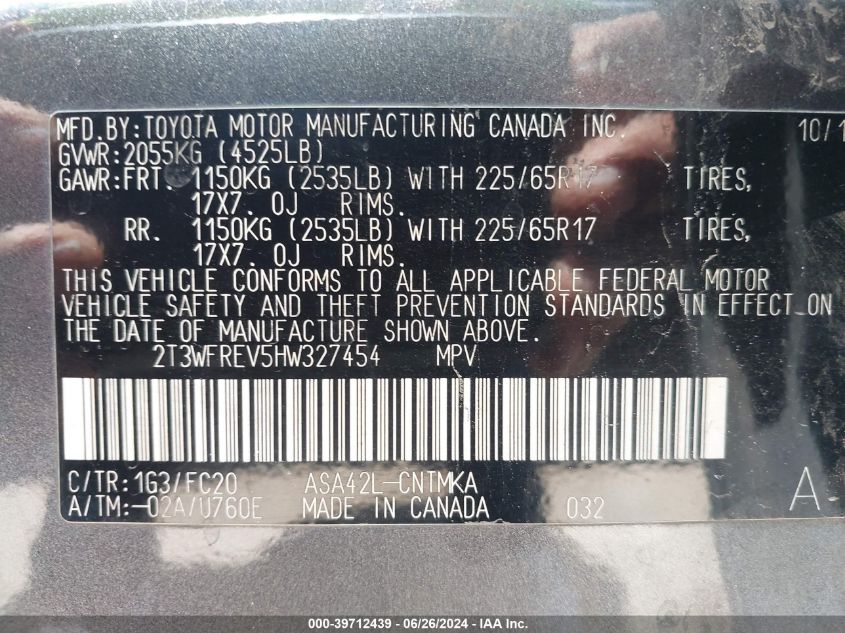 MFD.BY:TOYOTA MOTOR MANUFACTURING CANADA INC. 10/1
GVWR:2055KG (4525LB)
GAWR:FRT. 1150KG (2535LB) WITH 225/65R17 TIRES,
17X7.0J RIMS.
RR. 1150KG (2535LB) WITH 225/65R17 TIRES,
17X7.0J RIMS.
THIS VEHICLE CONFORMS TO ALL APPLICABLE FEDERAL MOTOR
VEHICLE SAFETY AND THEFT PREVENTION STANDARDS IN EFFECT ON
THE DATE OF MANUFACTURE SHOWN ABOVE.
2T3WFREV5HW327454 MPV
C/TR:1G3/FC20 ASA42L-CNTMKA
A/TM:-02A/U760E MADE IN CANADA 032 A
000-39712439 - 06/26/2024 - IAA Inc.